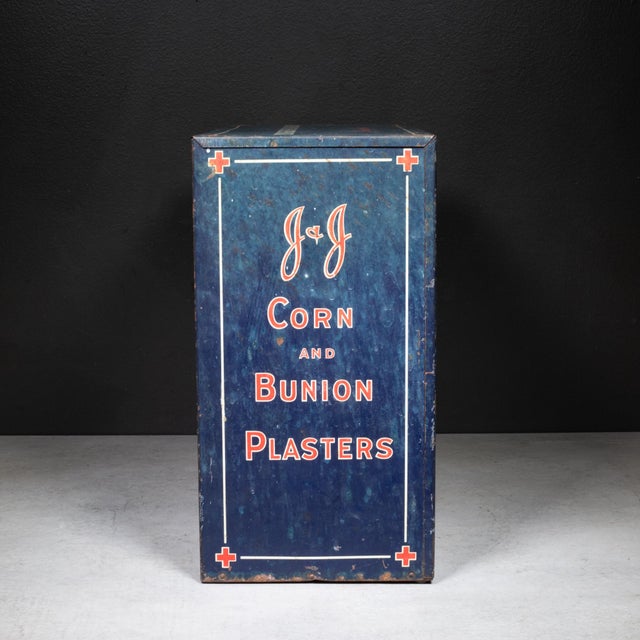 J & J
CORN
AND
BUNION
PLASTERS